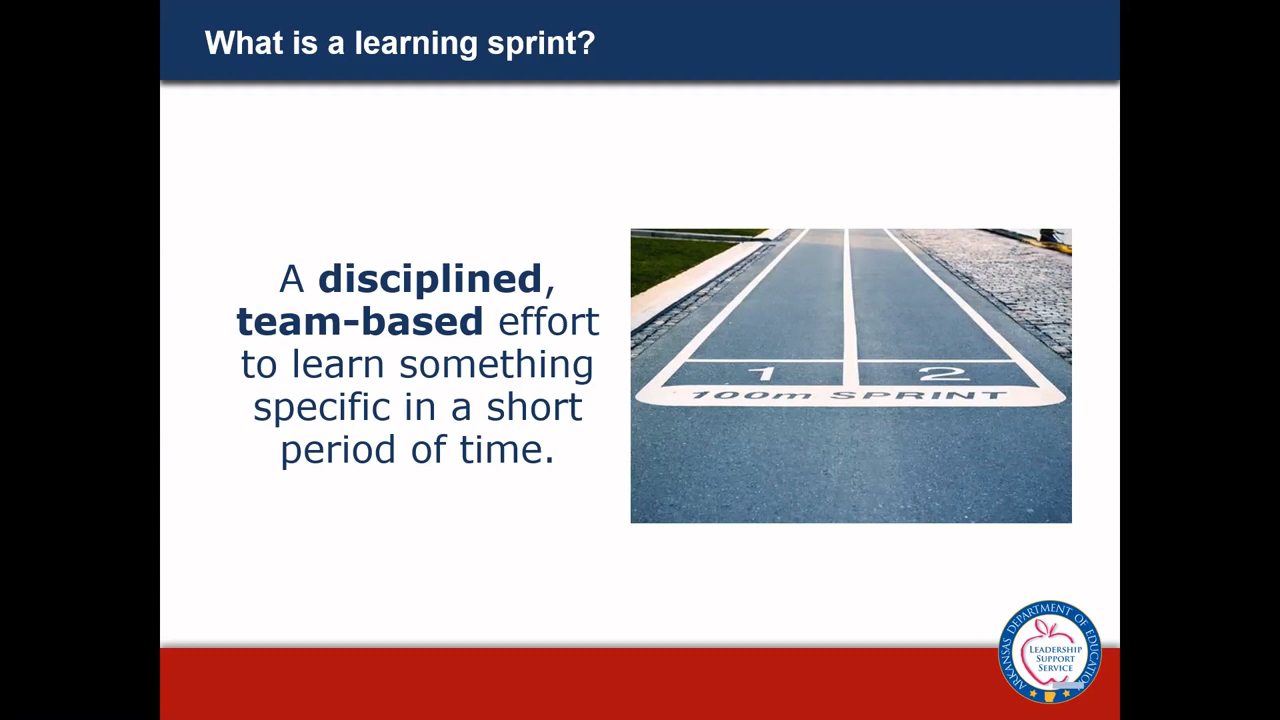 What is a learning sprint?
A disciplined,
team-based effort
to learn something
specific in a short
period of time.
1 2
100m SPRINT
ARKANSAS DEPARTMENT OF EDUCATION
LEADERSHIP
SUPPORT
SERVICE